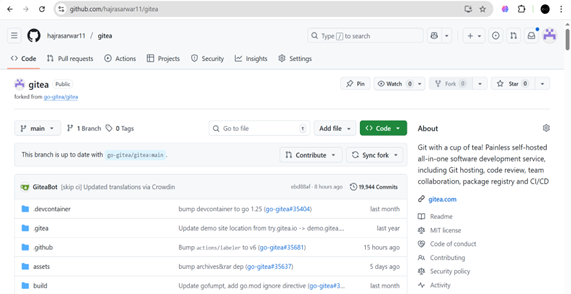 github.com/hajrasarwar11/gitea
hajrasarwar11 / gitea
Type / to search
Code Pull requests Actions Projects Security Insights Settings
gitea Public
Pin Watch 0 Fork 0 Star 0
forked from go-gitea/gitea
main 1 Branch 0 Tags Go to file t Add file Code
About
This branch is up to date with go-gitea/gitea:main . Contribute Sync fork
Git with a cup of tea! Painless self-hosted
all-in-one software development service,
including Git hosting, code review, team
collaboration, package registry and CI/CD
GiteaBot [skip ci] Updated translations via Crowdin 8 hours ago 19,944 Commits
gitea.com
.devcontainer bump devcontainer to go 1.25 (go-gitea#35404) last month
Readme
.gitea Update demo site location from try.gitea.io -> demo.gitea.... last year
MIT license
.github Bump actions/labeler to v6 (go-gitea#35681) 15 hours ago
Code of conduct
Contributing
assets bump archives&rar dep (go-gitea#35637) 5 days ago
Security policy
build Update gofumpt, add go.mod ignore directive (go-gitea#3... last month
Activity